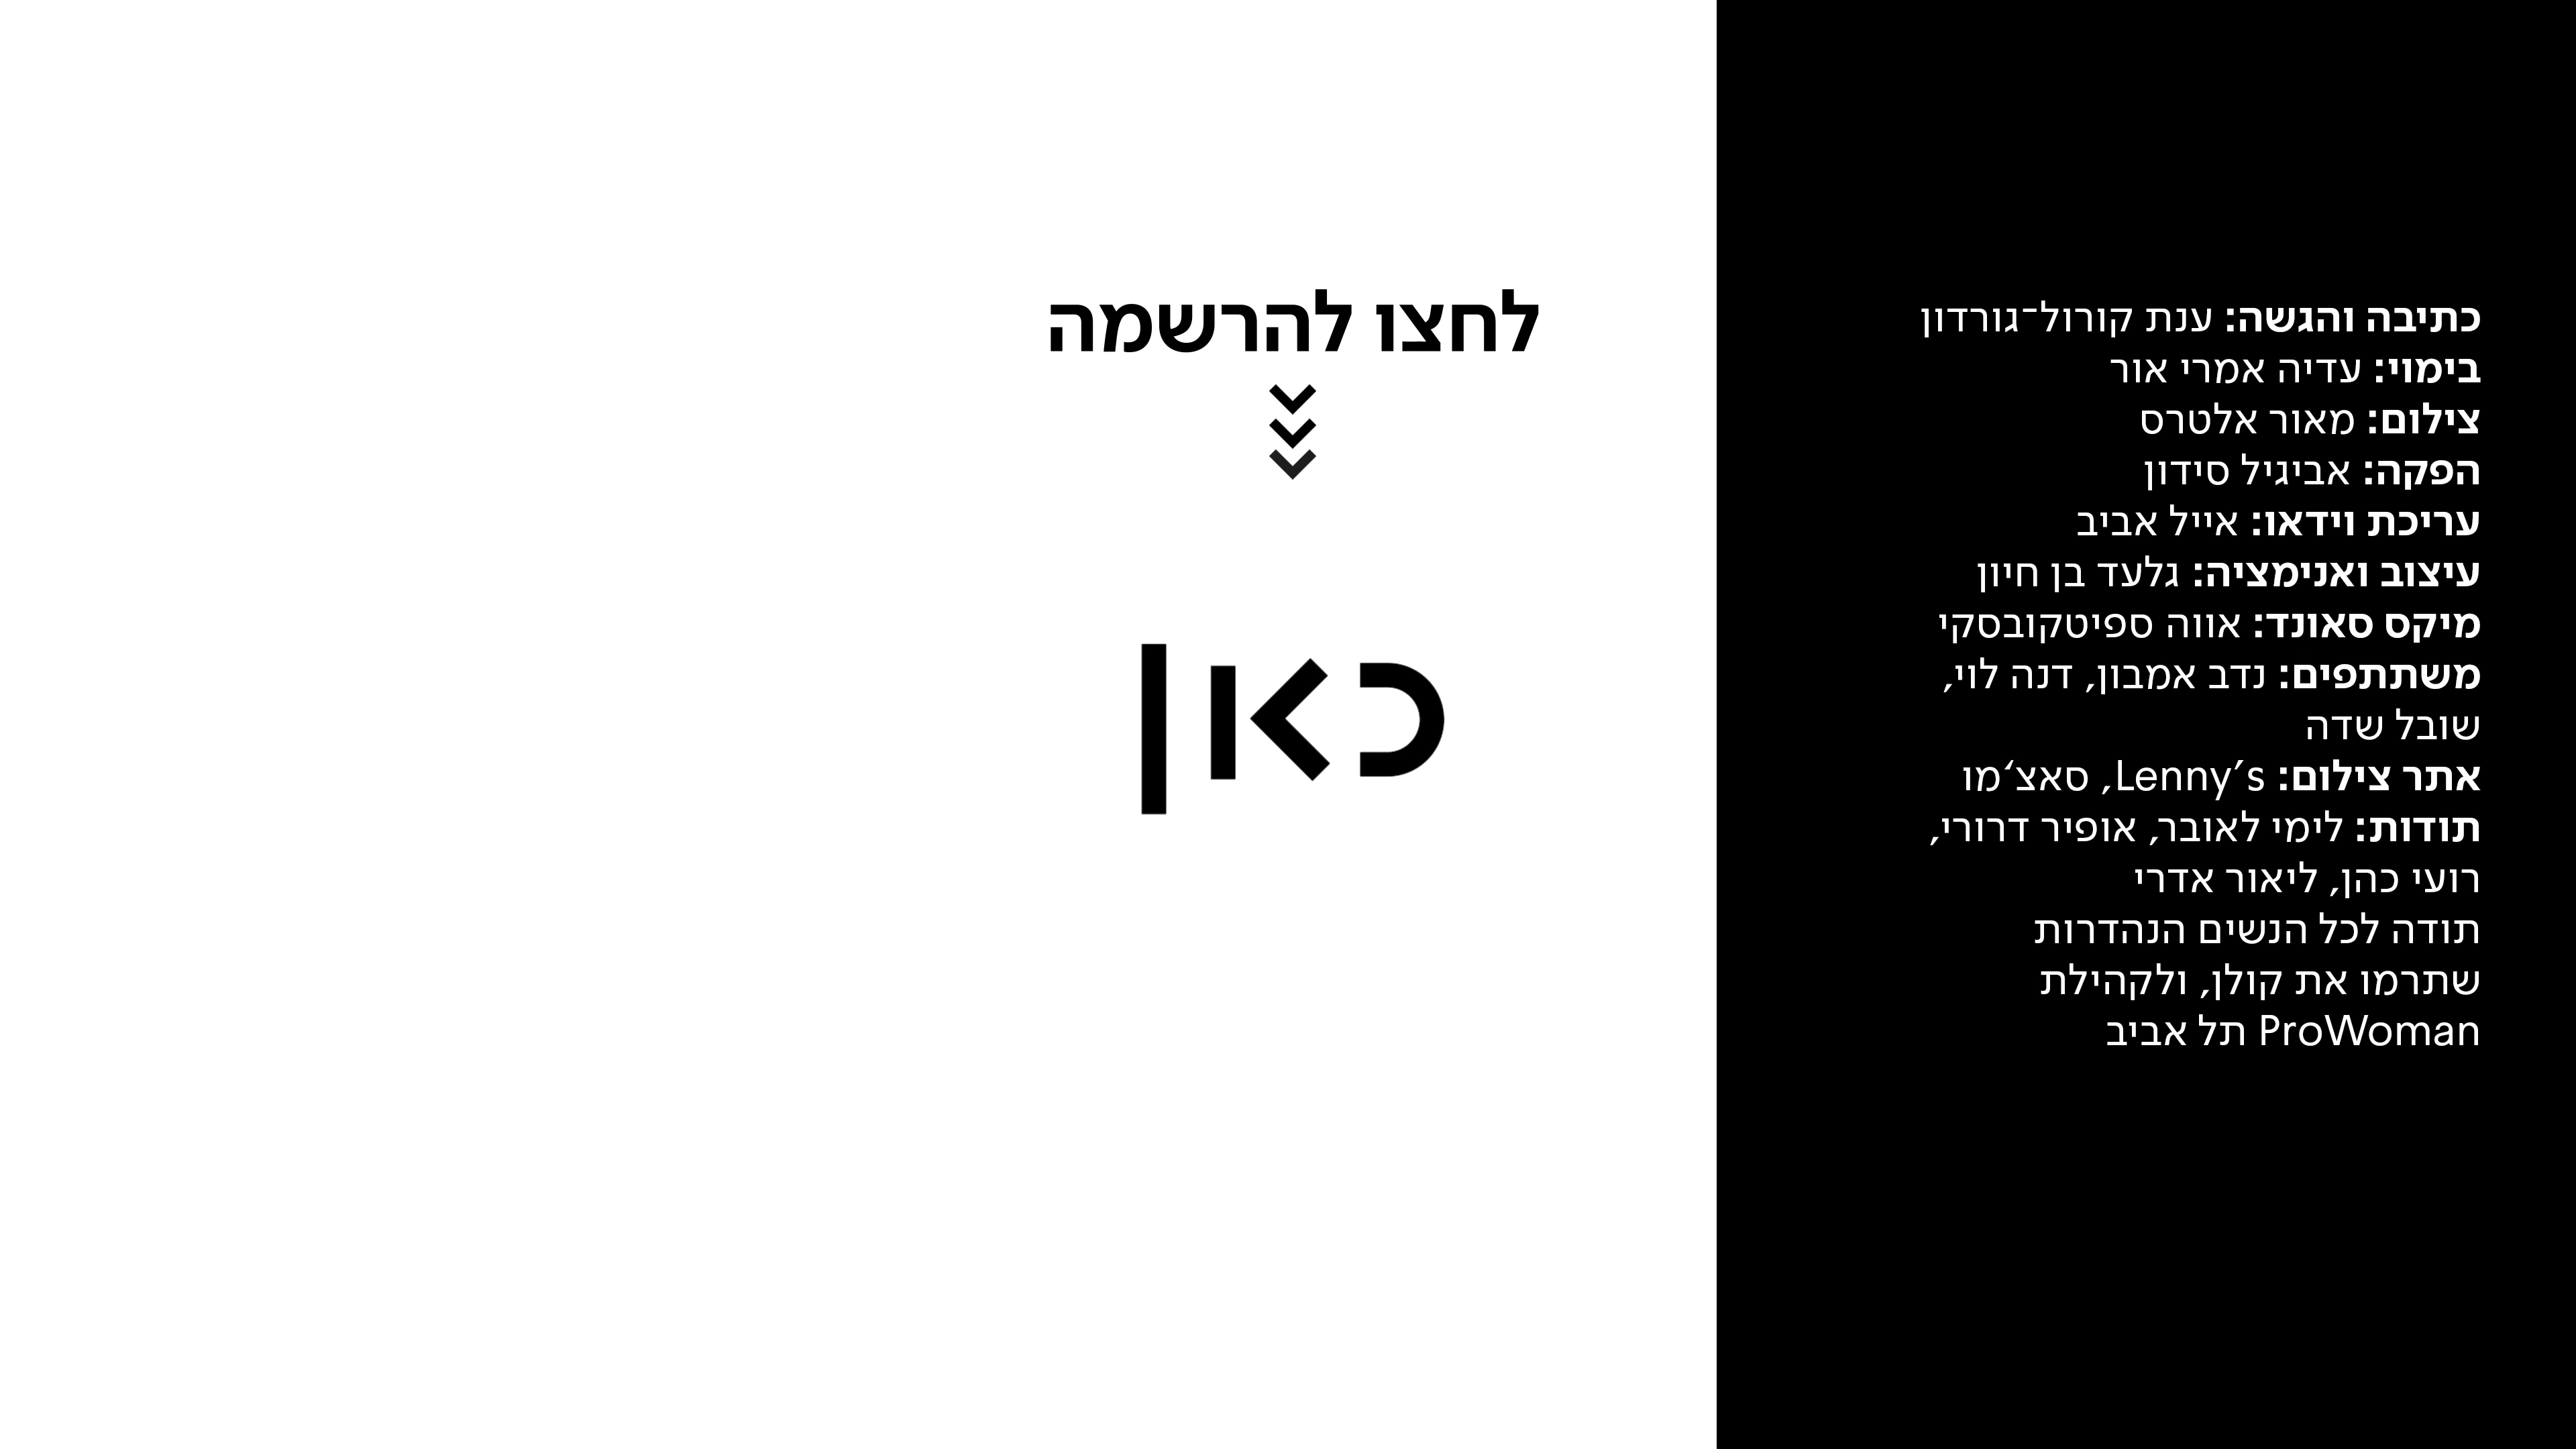 לחצו להרשמה
כאן
כתיבה והגשה: ענת קורול־גורדון
בימוי: עדיה אמרי אור
צילום: מאור אלטרס
הפקה: אביגיל סידון
עריכת וידאו: אייל אביב
עיצוב ואנימציה: גלעד בן חיון
מיקס סאונד: אווה ספיטקובסקי
משתתפים: נדב אמבון, דנה לוי,
שובל שדה
אתר צילום: Lenny's, סאצ'מו
תודות: לימי לאובר, אופיר דרורי,
רועי כהן, ליאור אדרי
תודה לכל הנשים הנהדרות
שתרמו את קולן, ולקהילת
ProWoman תל אביב